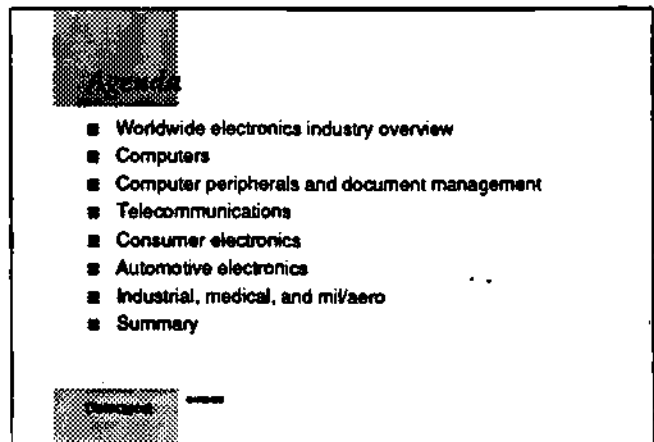 Agenda
Worldwide electronics industry overview
Computers
Computer peripherals and document management
Telecommunications
Consumer electronics
Automotive electronics
Industrial, medical, and mil/aero
Summary
Dataquest